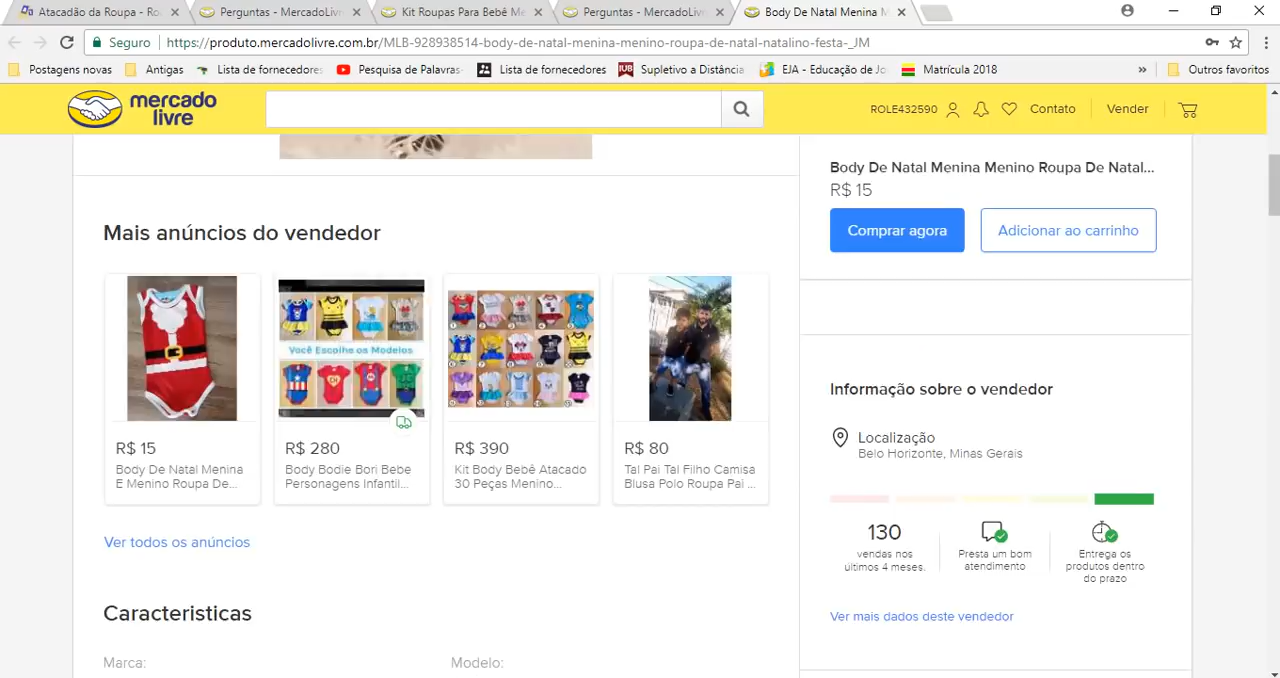 Atacadão da Roupa - Ro
Perguntas - MercadoLivr
Kit Roupas Para Bebê Me
Perguntas - MercadoLivr
Body De Natal Menina M
Seguro
https://produto.mercadolivre.com.br/MLB-928938514-body-de-natal-menina-menino-roupa-de-natal-natalino-festa-_JM
Postagens novas
Antigas
Lista de fornecedores
Pesquisa de Palavras-
Lista de fornecedores
IUB
Supletivo a Distância
EJA - Educação de Jo
Matrícula 2018
»
Outros favoritos
mercado
livre
ROLE432590
Contato
Vender
Body De Natal Menina Menino Roupa De Natal...
R$ 15
Comprar agora
Adicionar ao carrinho
Mais anúncios do vendedor
Você Escolhe os Modelos
R$ 15
Body De Natal Menina
E Menino Roupa De...
R$ 280
Body Bodie Bori Bebe
Personagens Infantil...
R$ 390
Kit Body Bebê Atacado
30 Peças Menino...
R$ 80
Tal Pai Tal Filho Camisa
Blusa Polo Roupa Pai ...
Ver todos os anúncios
Informação sobre o vendedor
Localização
Belo Horizonte, Minas Gerais
130
vendas nos
últimos 4 meses.
Presta um bom
atendimento
Entrega os
produtos dentro
do prazo
Ver mais dados deste vendedor
Caracteristicas
Marca:
Modelo: